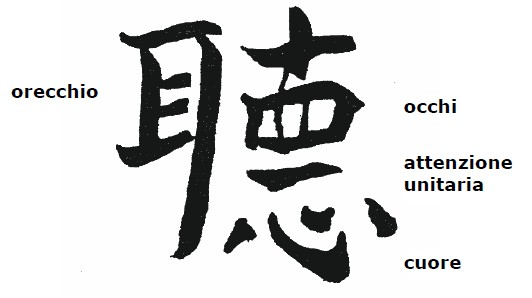 聽
orecchio
occhi
attenzione
unitaria
cuore